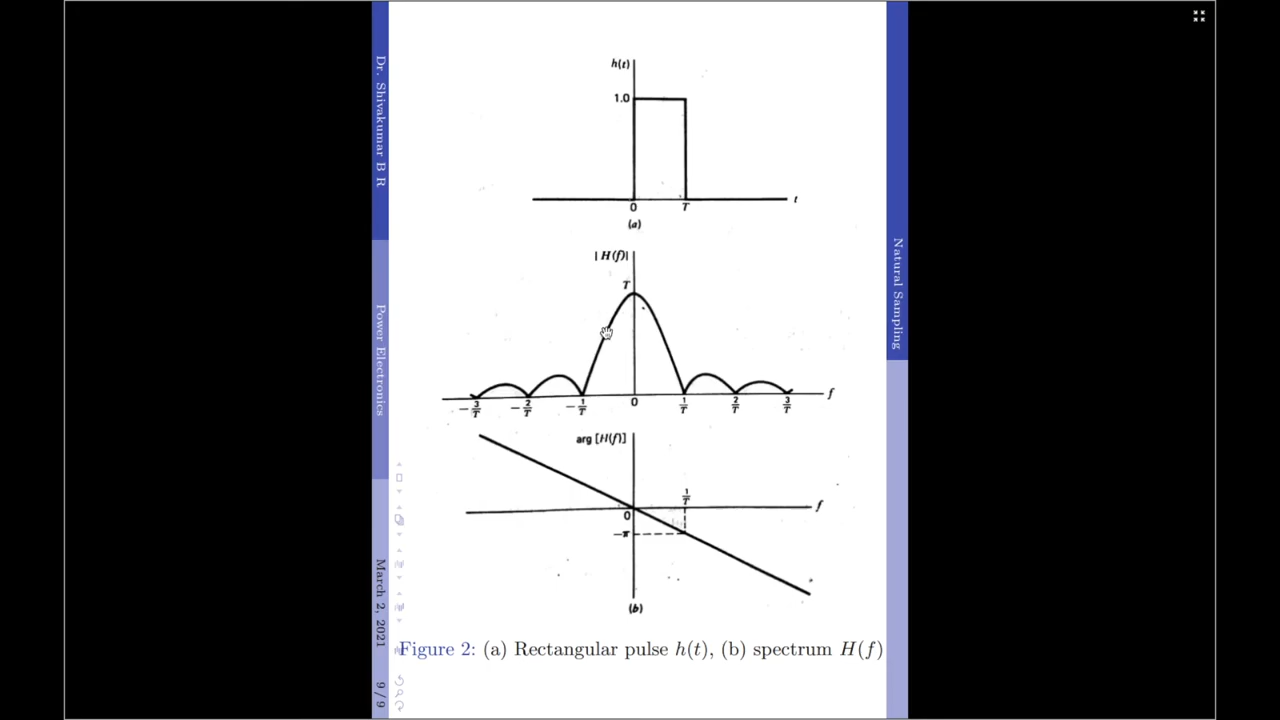 Dr. Shivakumar B R
Power Electronics
March 2, 2021
9/9
Natural Sampling
h(t)
1.0
0
T
t
(a)
|H(f)|
T
−3/T
−2/T
−1/T
0
1/T
2/T
3/T
f
arg [H(f)]
1/T
f
0
−π
(b)
Figure 2: (a) Rectangular pulse h(t), (b) spectrum H(f)